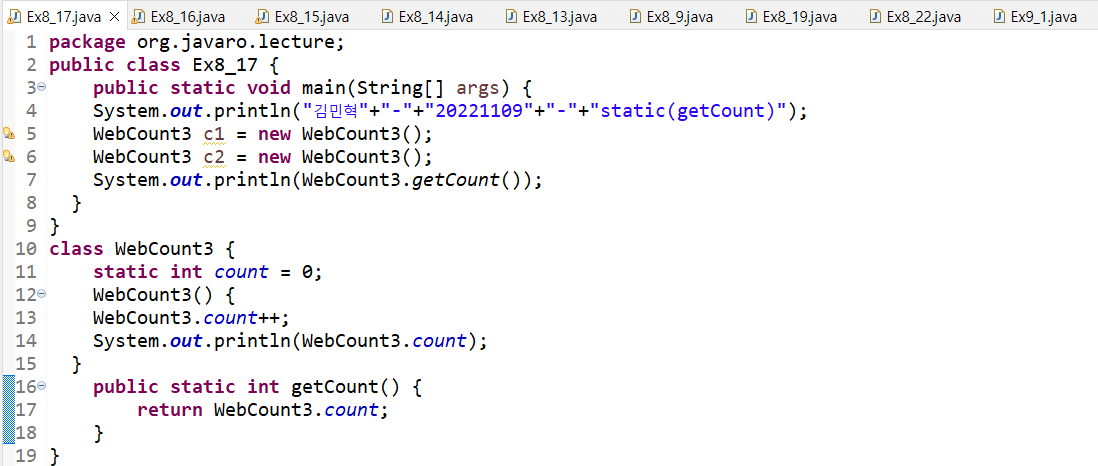 Ex8_17.java Ex8_16.java Ex8_15.java Ex8_14.java Ex8_13.java Ex8_9.java Ex8_19.java Ex8_22.java Ex9_1.java
1 package org.javaro.lecture;
2 public class Ex8_17 {
3 public static void main(String[] args) {
4 System.out.println("김민혁"+"-"+"20221109"+"-"+"static(getCount)");
5 WebCount3 c1 = new WebCount3();
6 WebCount3 c2 = new WebCount3();
7 System.out.println(WebCount3.getCount());
8 }
9 }
10 class WebCount3 {
11 static int count = 0;
12 WebCount3() {
13 WebCount3.count++;
14 System.out.println(WebCount3.count);
15 }
16 public static int getCount() {
17 return WebCount3.count;
18 }
19 }